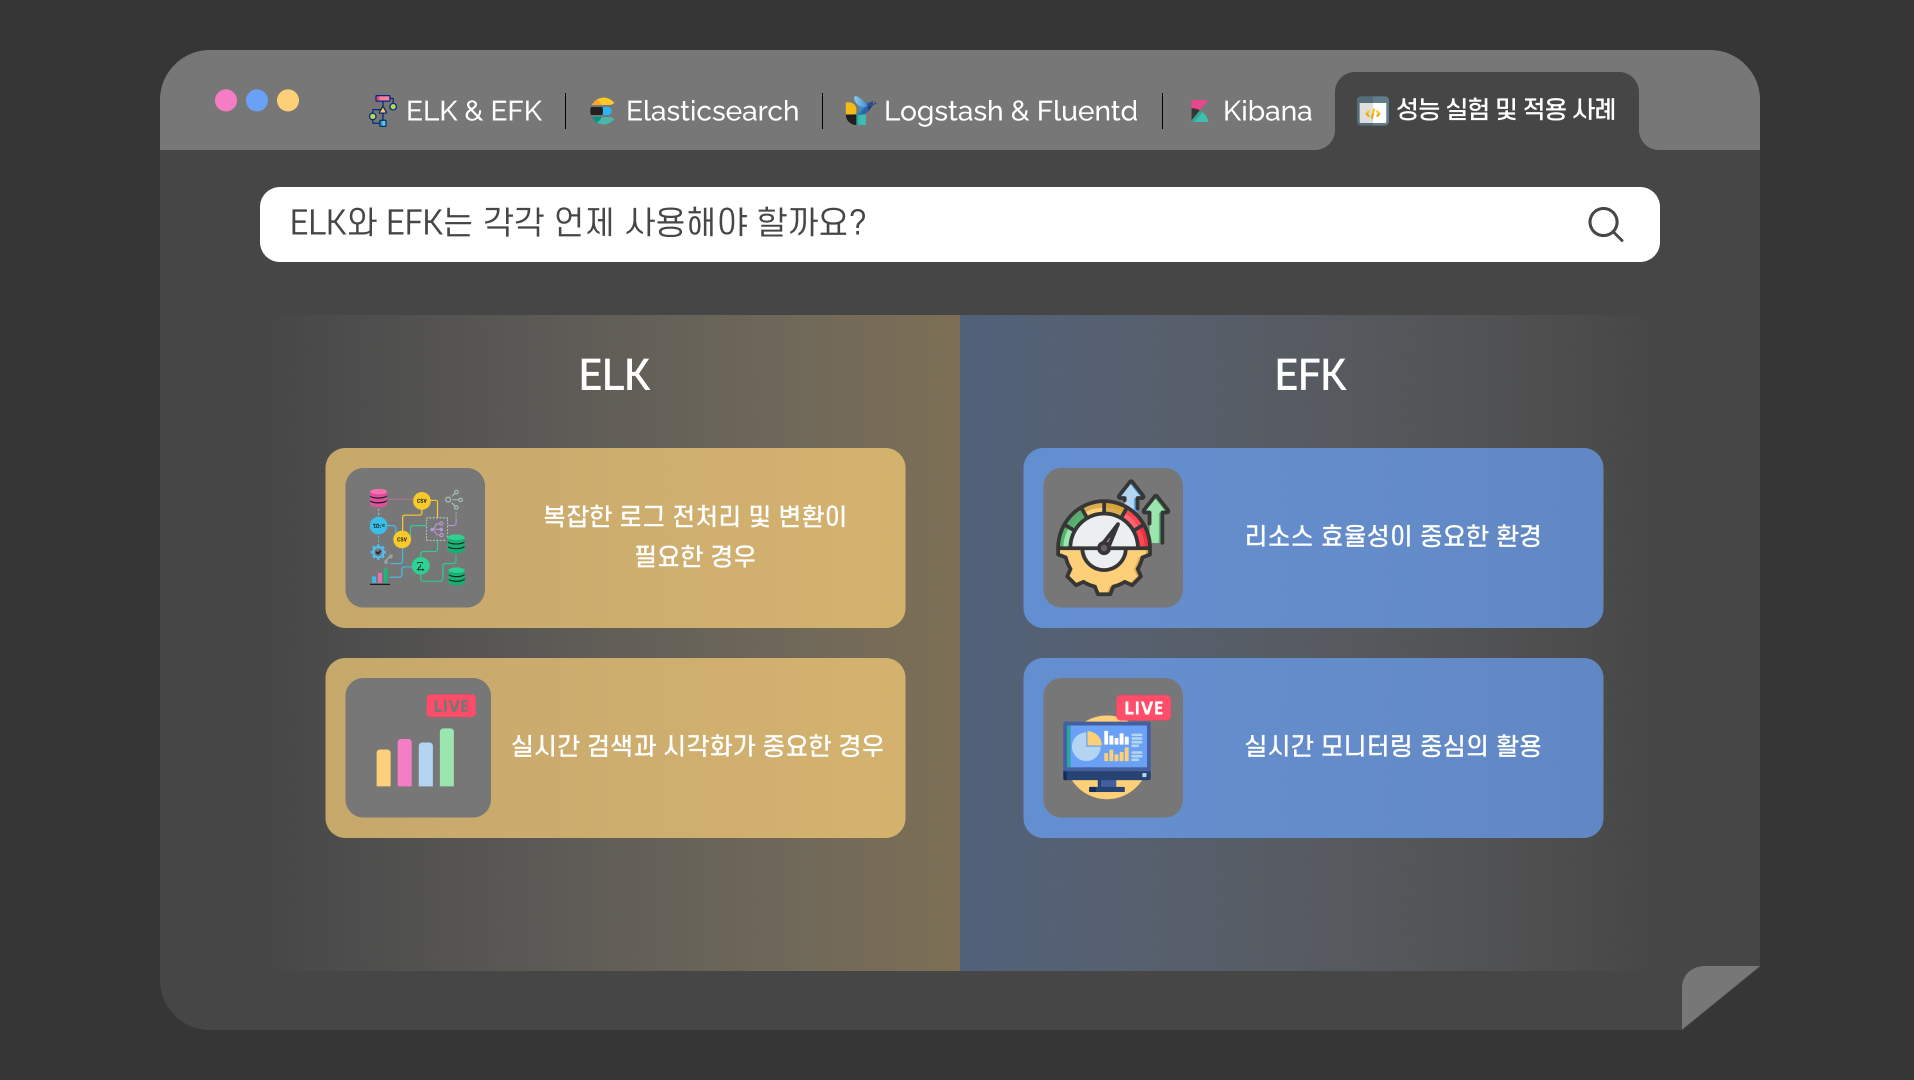 ELK & EFK
Elasticsearch
Logstash & Fluentd
Kibana
성능 실험 및 적용 사례
ELK와 EFK는 각각 언제 사용해야 할까요?
ELK
CSV
CSV
복잡한 로그 전처리 및 변환이
필요한 경우
LIVE
실시간 검색과 시각화가 중요한 경우
EFK
리소스 효율성이 중요한 환경
LIVE
실시간 모니터링 중심의 활용